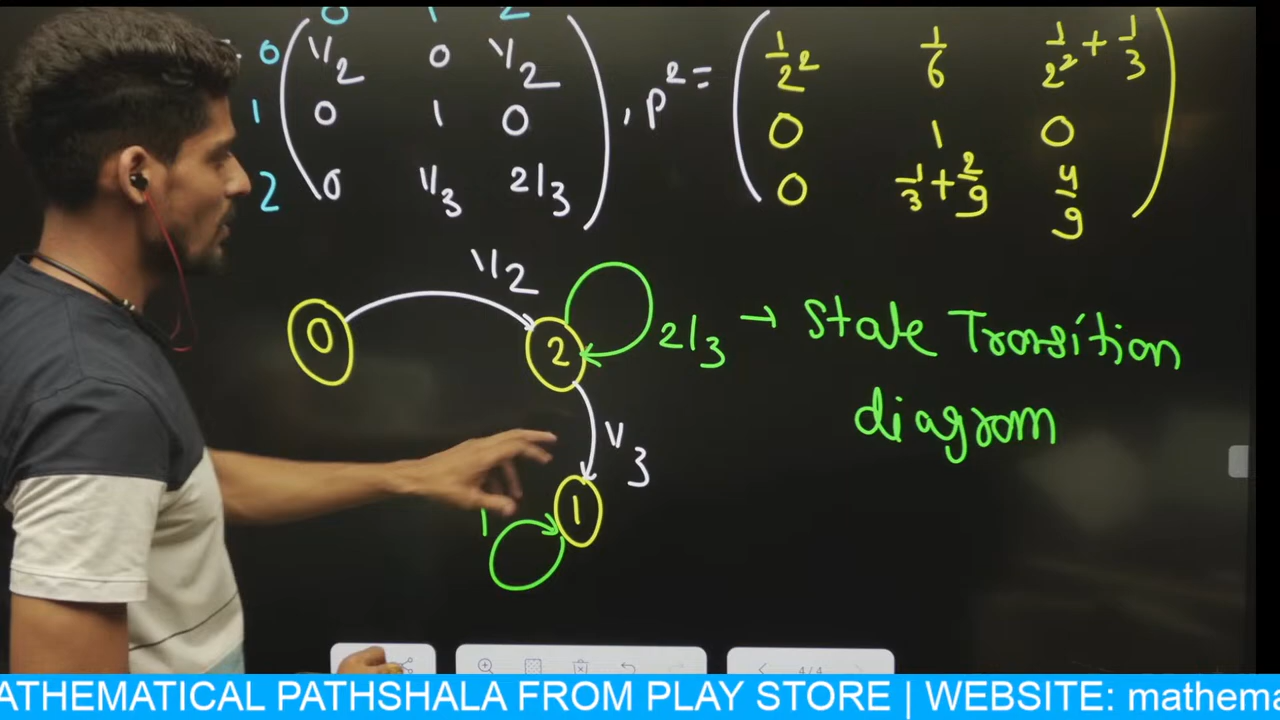 0 1 2
0 1/2 0 1/2
1 0 1 0
2 0 1/3 2/3
, P² = 1/2² 1/6 1/2² + 1/3
0 1 0
0 1/3 + 2/9 4/9
1/2
0
2
2/3 → State Transition
diagram
1/3
1
1
4/4
ATHEMATICAL PATHSHALA FROM PLAY STORE | WEBSITE: mathema